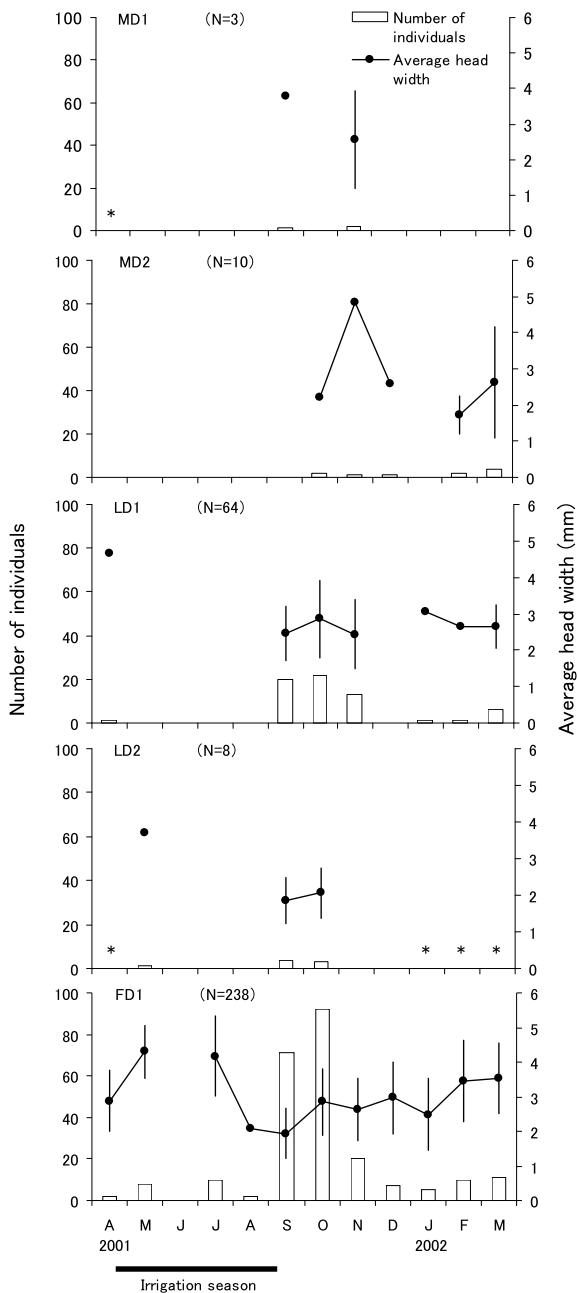 MD1 (N=3)
Number of individuals
Average head width
100 80 60 40 20 0
6 5 4 3 2 1 0
*
MD2 (N=10)
100 80 60 40 20 0
6 5 4 3 2 1 0
LD1 (N=64)
100 80 60 40 20 0
6 5 4 3 2 1 0
Number of individuals
Average head width (mm)
LD2 (N=8)
100 80 60 40 20 0
6 5 4 3 2 1 0
* * * *
FD1 (N=238)
100 80 60 40 20 0
6 5 4 3 2 1 0
A M J J A S O N D J F M
2001 2002
Irrigation season